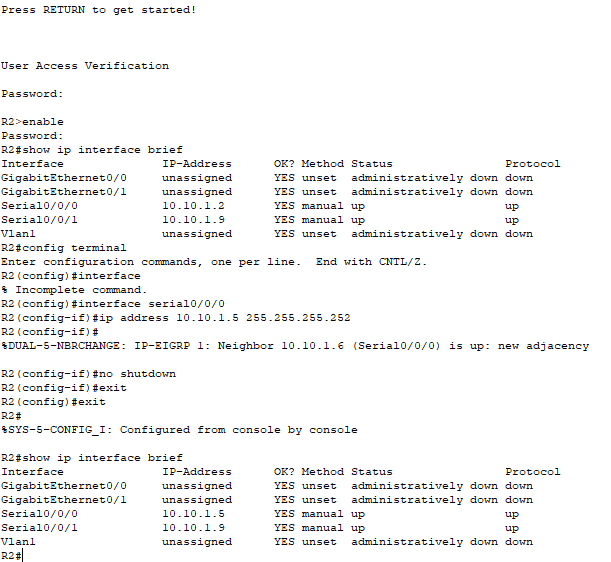 Press RETURN to get started!
User Access Verification
Password:
R2>enable
Password:
R2#show ip interface brief
Interface              IP-Address      OK? Method Status                Protocol
GigabitEthernet0/0     unassigned      YES unset  administratively down down
GigabitEthernet0/1     unassigned      YES unset  administratively down down
Serial0/0/0            10.10.1.2       YES manual up                    up
Serial0/0/1            10.10.1.9       YES manual up                    up
Vlan1                  unassigned      YES unset  administratively down down
R2#config terminal
Enter configuration commands, one per line.  End with CNTL/Z.
R2(config)#interface
% Incomplete command.
R2(config)#interface serial0/0/0
R2(config-if)#ip address 10.10.1.5 255.255.255.252
R2(config-if)#
%DUAL-5-NBRCHANGE: IP-EIGRP 1: Neighbor 10.10.1.6 (Serial0/0/0) is up: new adjacency
R2(config-if)#no shutdown
R2(config-if)#exit
R2(config)#exit
R2#
%SYS-5-CONFIG_I: Configured from console by console
R2#show ip interface brief
Interface              IP-Address      OK? Method Status                Protocol
GigabitEthernet0/0     unassigned      YES unset  administratively down down
GigabitEthernet0/1     unassigned      YES unset  administratively down down
Serial0/0/0            10.10.1.5       YES manual up                    up
Serial0/0/1            10.10.1.9       YES manual up                    up
Vlan1                  unassigned      YES unset  administratively down down
R2#